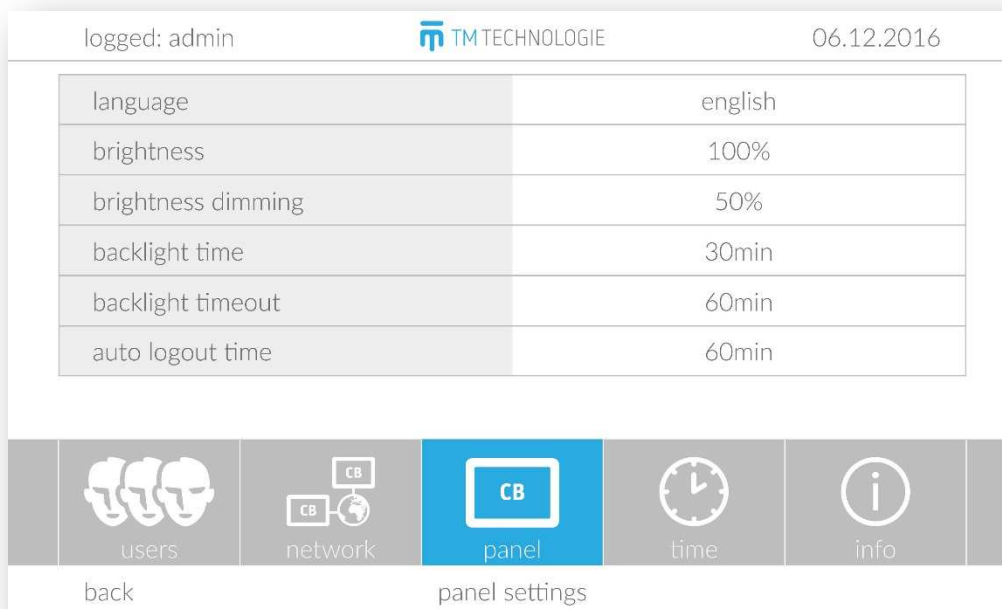 logged: admin TM TECHNOLOGIE 06.12.2016
language english
brightness 100%
brightness dimming 50%
backlight time 30min
backlight timeout 60min
auto logout time 60min
CB
CB CB
users network panel time info
back panel settings